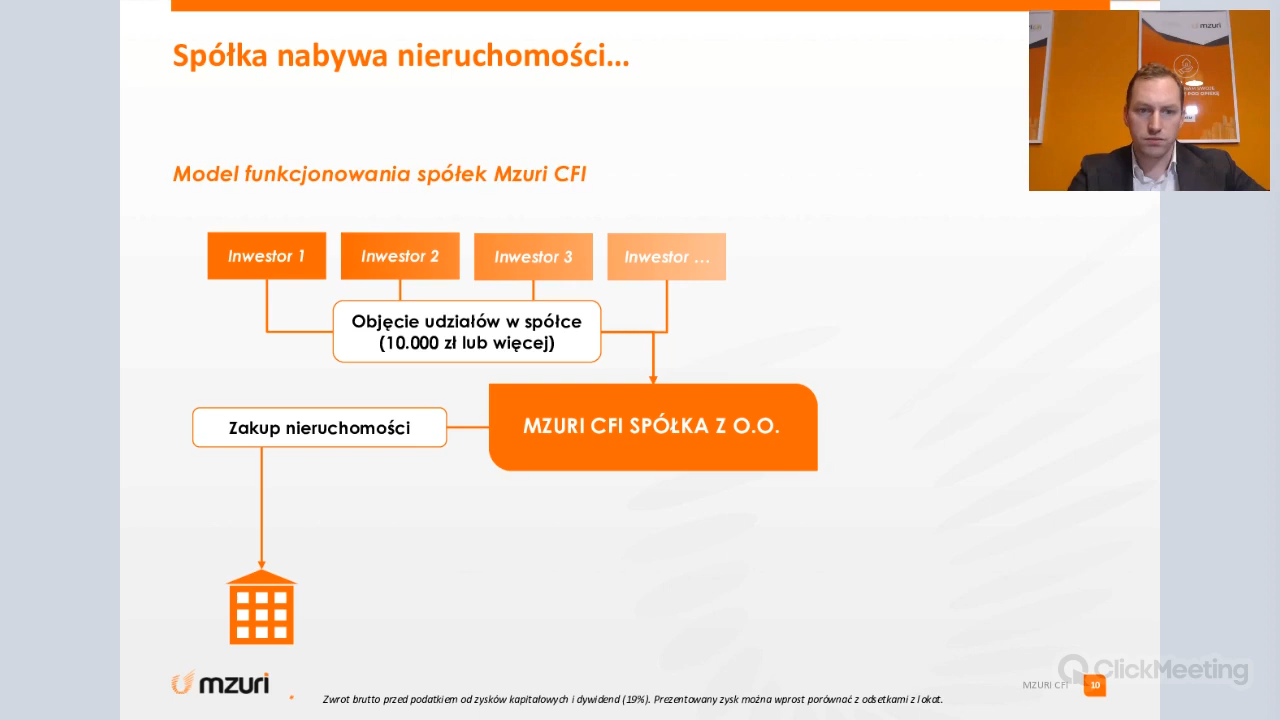 Spółka nabywa nieruchomości...
mzuri
Model funkcjonowania spółek Mzuri CFI
Inwestor 1
Inwestor 2
Inwestor 3
Inwestor ...
Objęcie udziałów w spółce
(10.000 zł lub więcej)
Zakup nieruchomości
MZURI CFI SPÓŁKA Z O.O.
mzuri
Zwrot brutto przed podatkiem od zysków kapitałowych i dywidend (19%). Prezentowany zysk można wprost porównać z odsetkami z lokat.
MZURI CFI
10
ClickMeeting